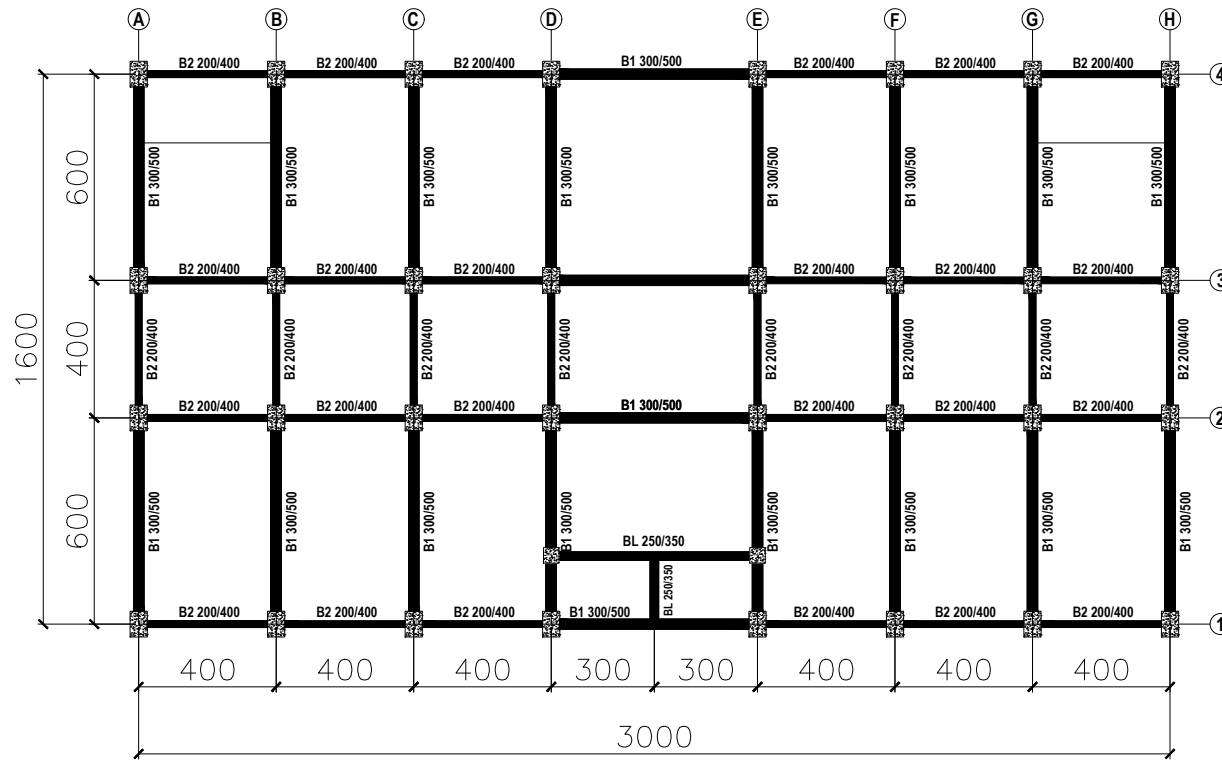 A B C D E F G H
B2 200/400 B2 200/400 B2 200/400 B1 300/500 B2 200/400 B2 200/400 B2 200/400
4
600
B1 300/500 B1 300/500 B1 300/500 B1 300/500 B1 300/500 B1 300/500 B1 300/500 B1 300/500
B2 200/400 B2 200/400 B2 200/400 B2 200/400 B2 200/400 B2 200/400
3
1600
400
B2 200/400 B2 200/400 B2 200/400 B2 200/400 B2 200/400 B2 200/400 B2 200/400 B2 200/400
B2 200/400 B2 200/400 B2 200/400 B1 300/500 B2 200/400 B2 200/400 B2 200/400
2
600
B1 300/500 B1 300/500 B1 300/500 B1 300/500 B1 300/500 B1 300/500 B1 300/500 B1 300/500
BL 250/350
BL 250/350
B2 200/400 B2 200/400 B2 200/400 B1 300/500 B2 200/400 B2 200/400 B2 200/400
1
400 400 400 300 300 400 400 400
3000